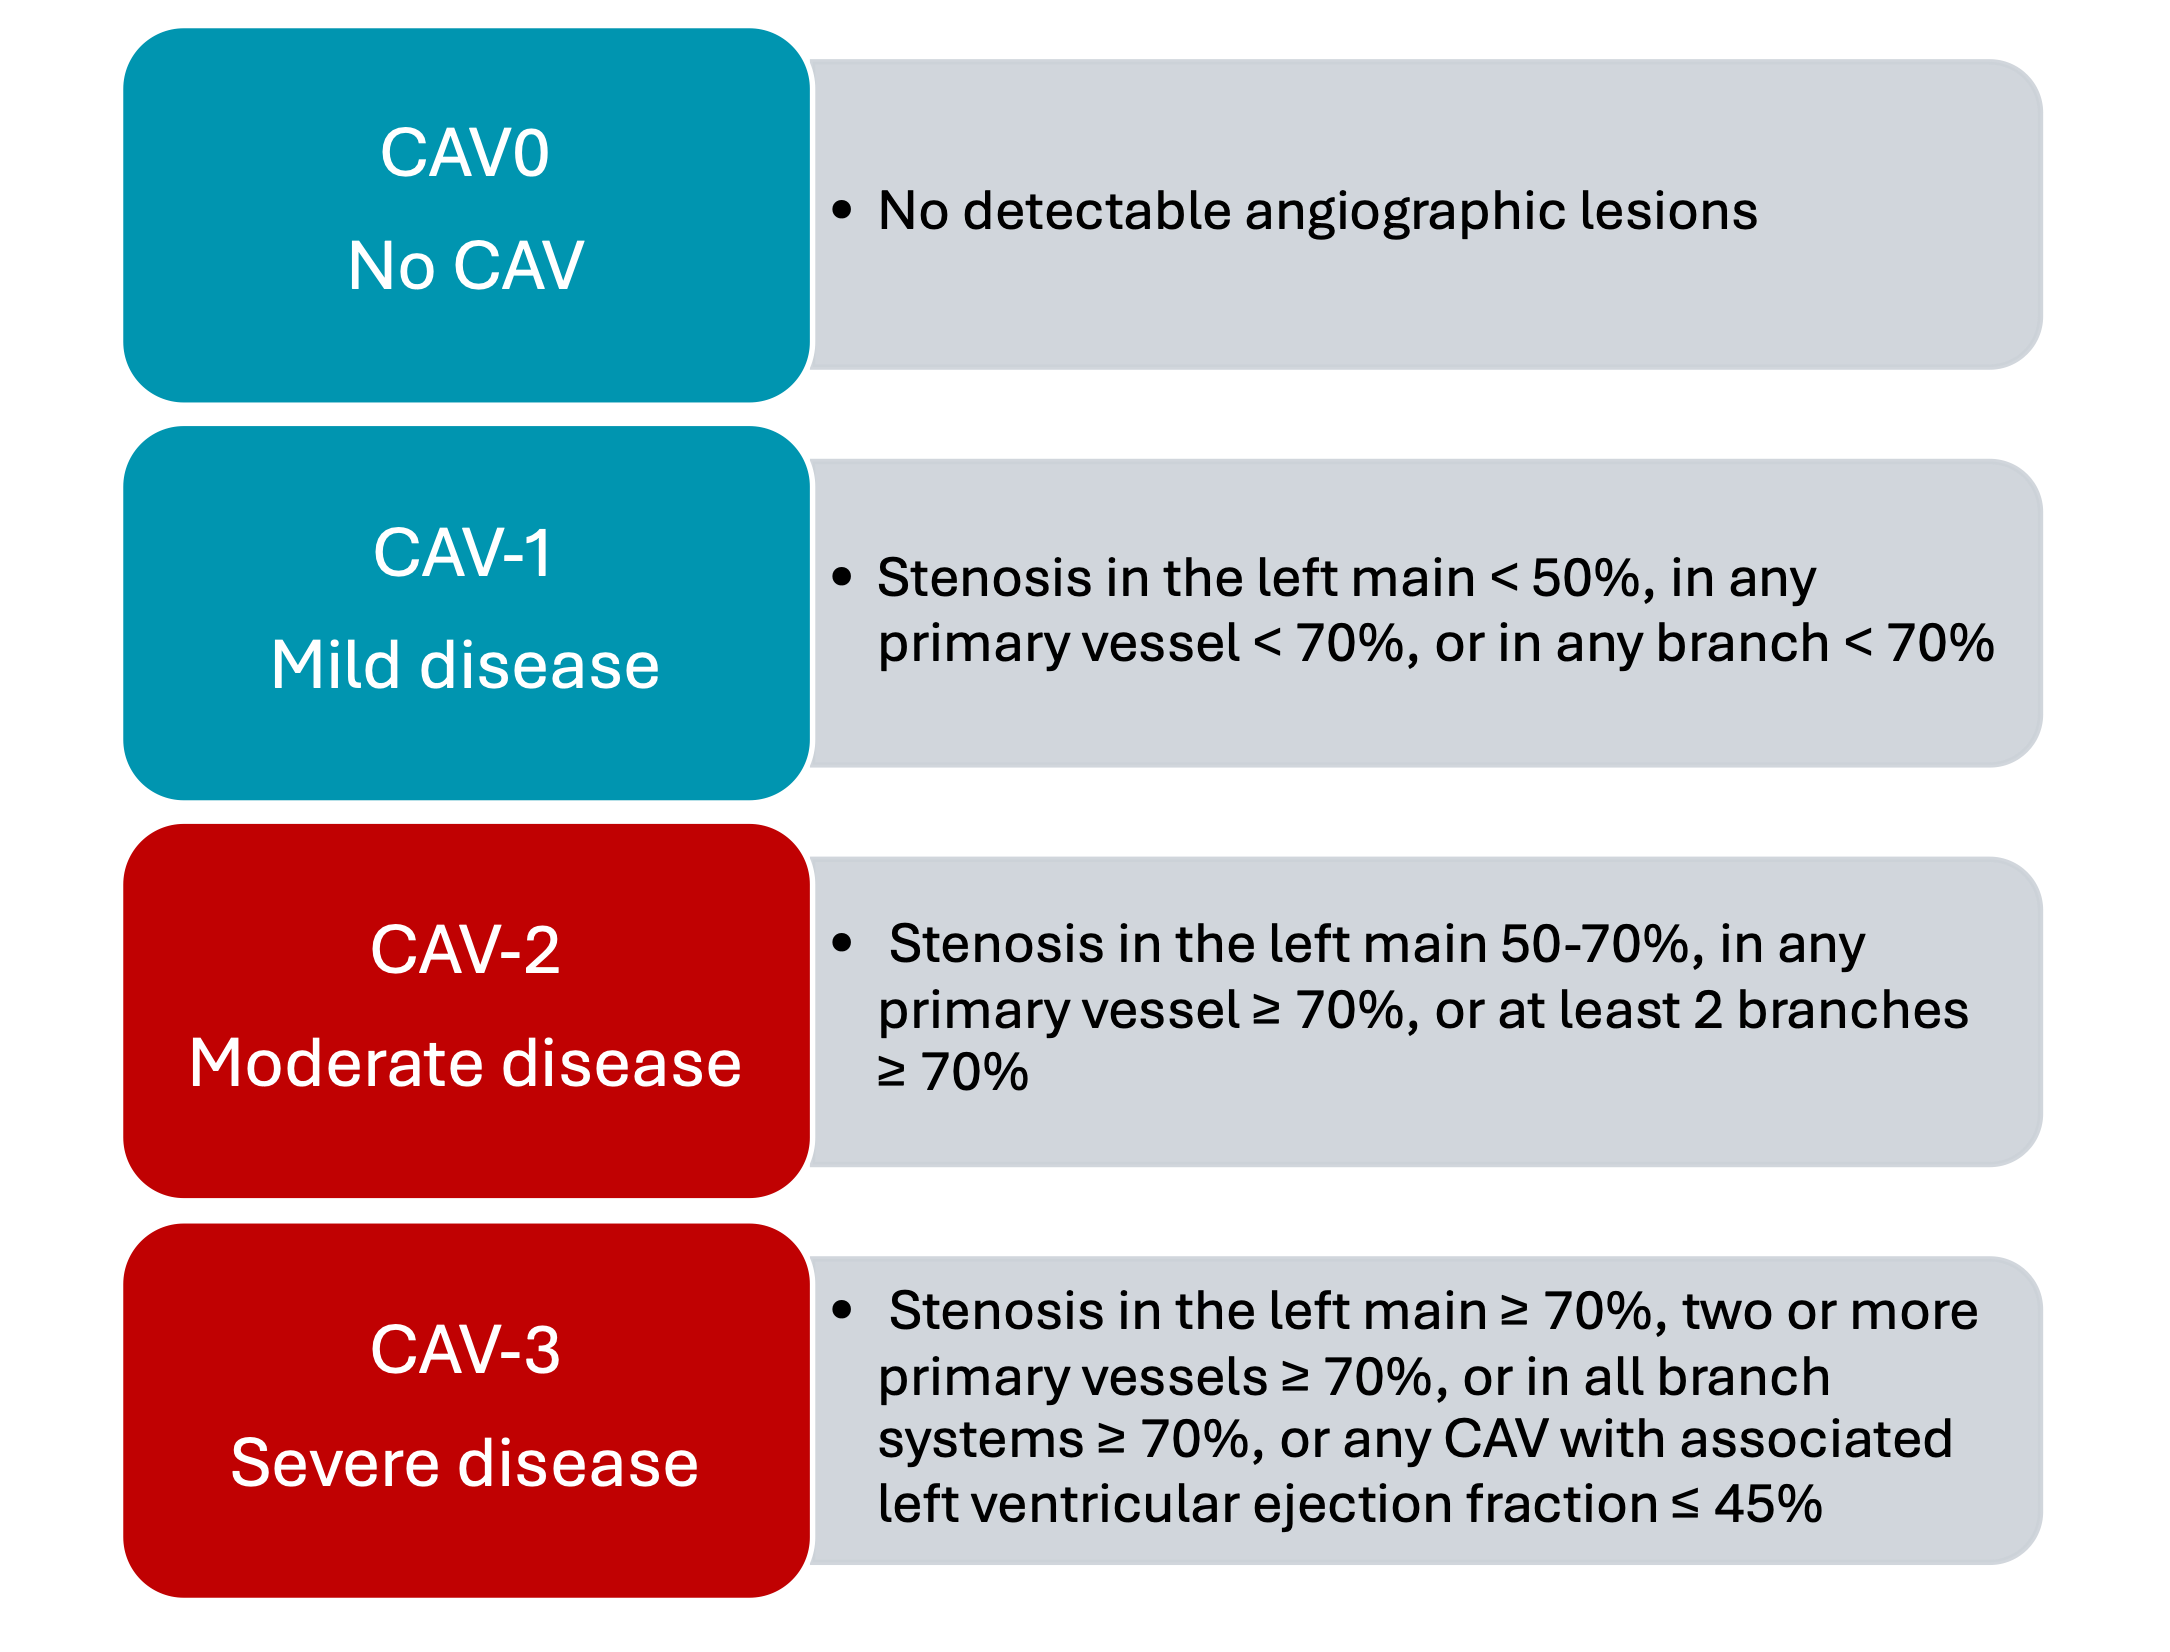 CAV0
No CAV
• No detectable angiographic lesions
CAV-1
Mild disease
• Stenosis in the left main < 50%, in any
primary vessel < 70%, or in any branch < 70%
CAV-2
Moderate disease
• Stenosis in the left main 50-70%, in any
primary vessel ≥ 70%, or at least 2 branches
≥ 70%
CAV-3
Severe disease
• Stenosis in the left main ≥ 70%, two or more
primary vessels ≥ 70%, or in all branch
systems ≥ 70%, or any CAV with associated
left ventricular ejection fraction ≤ 45%